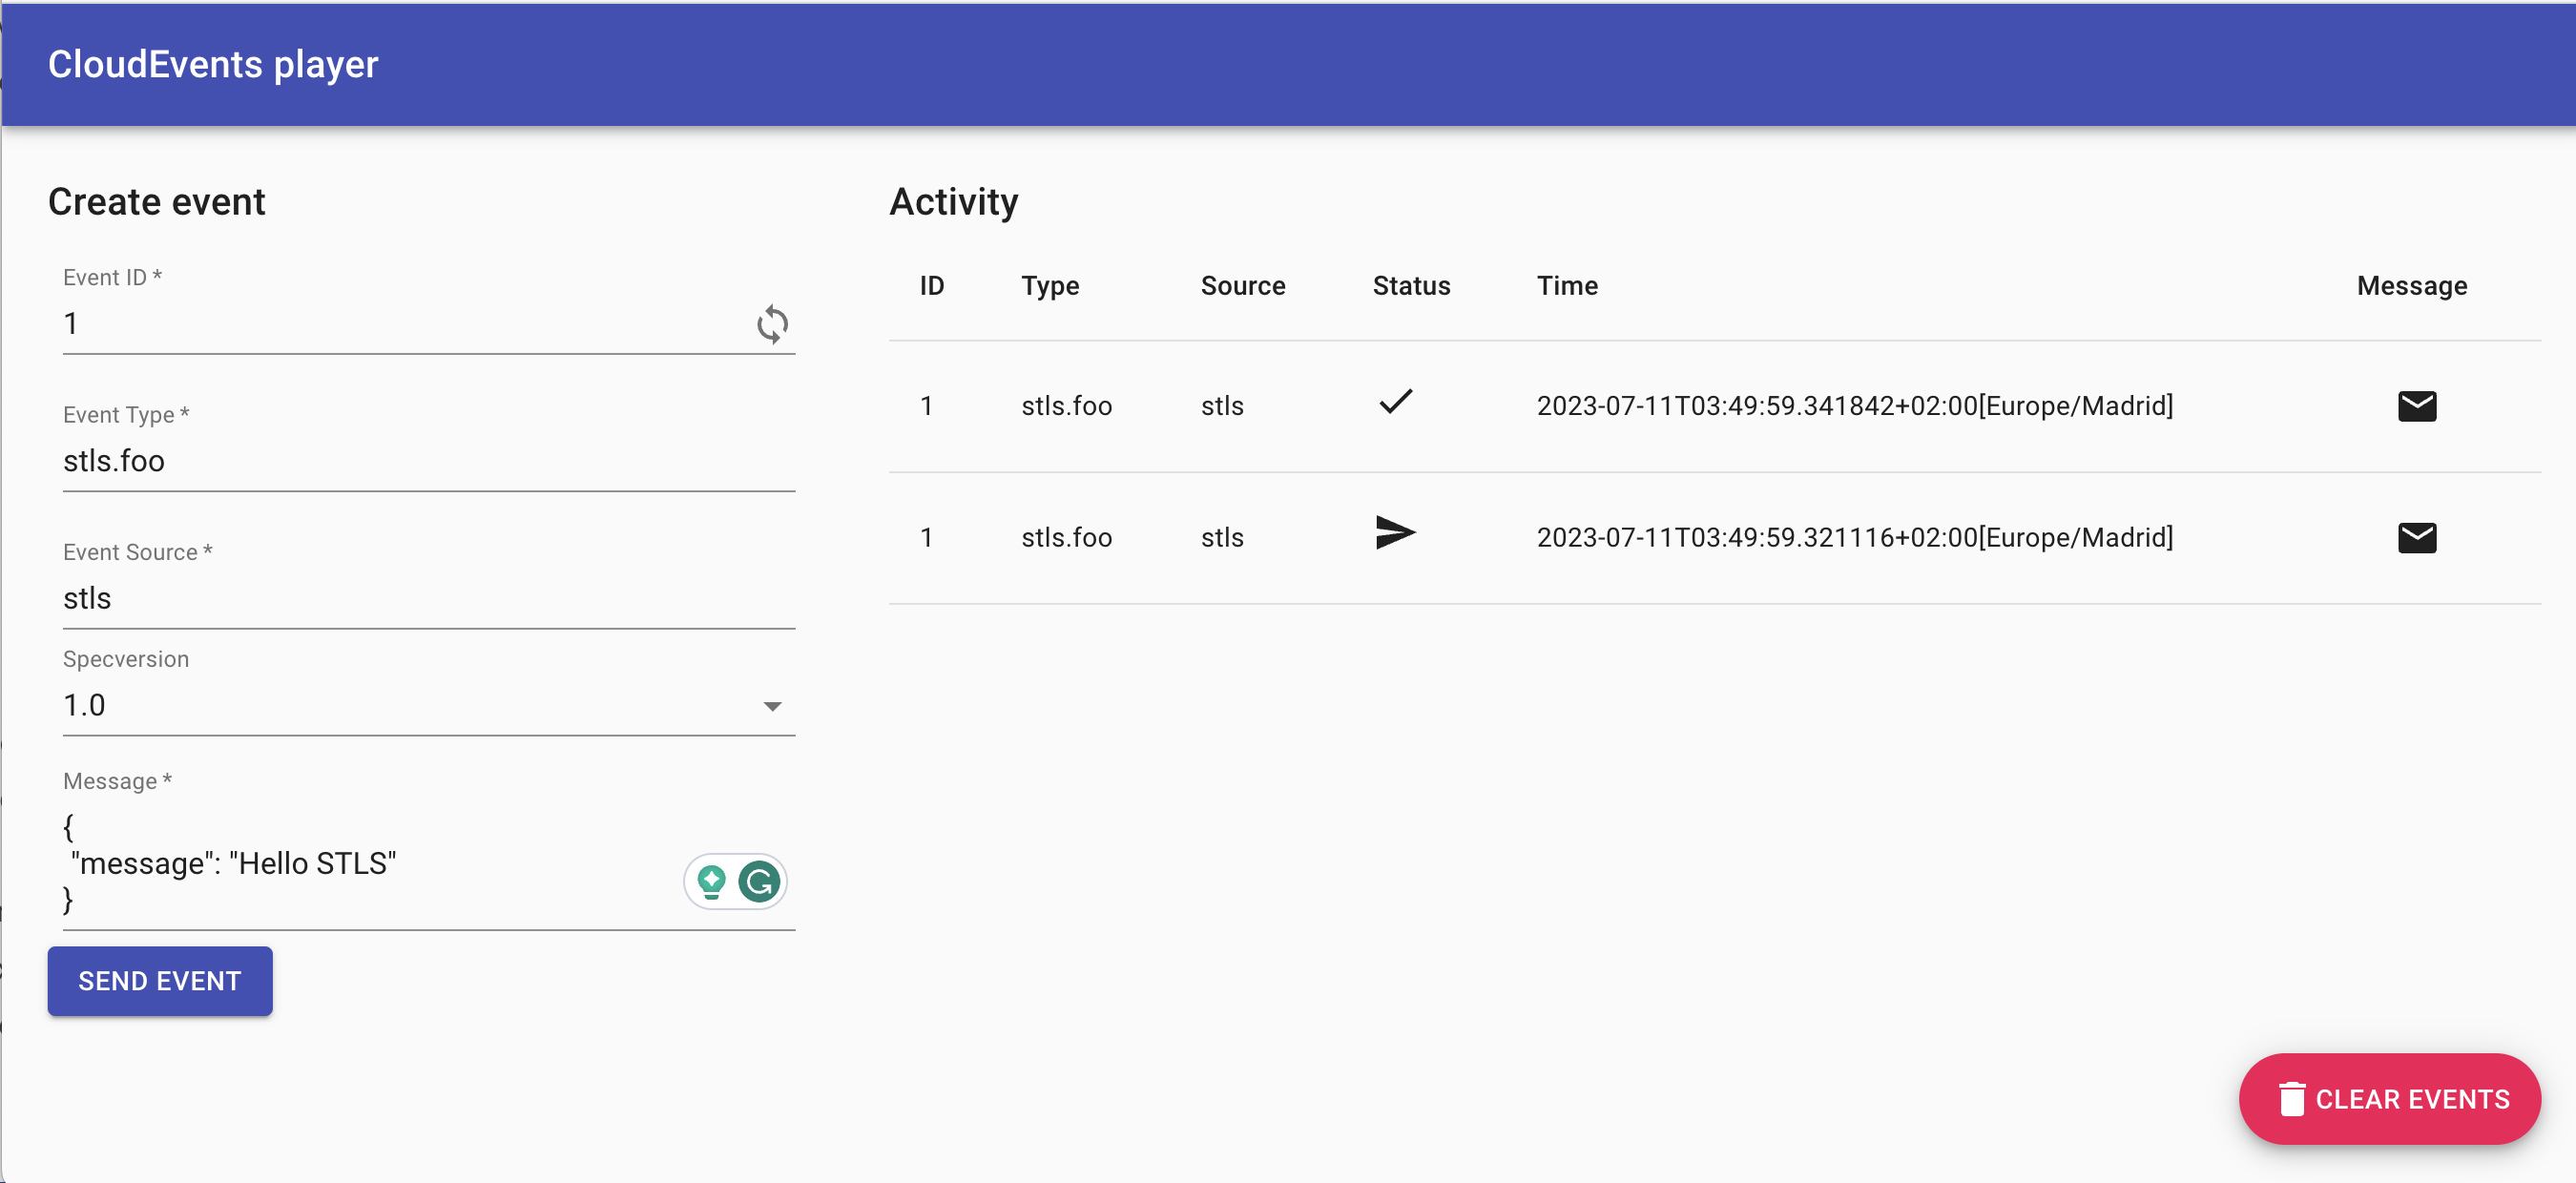 CloudEvents player
Create event
Event ID *
1
Event Type *
stls.foo
Event Source *
stls
Specversion
1.0
Message *
{
"message": "Hello STLS"
}
SEND EVENT
Activity
ID Type Source Status Time Message
1 stls.foo stls 2023-07-11T03:49:59.341842+02:00[Europe/Madrid]
1 stls.foo stls 2023-07-11T03:49:59.321116+02:00[Europe/Madrid]
CLEAR EVENTS